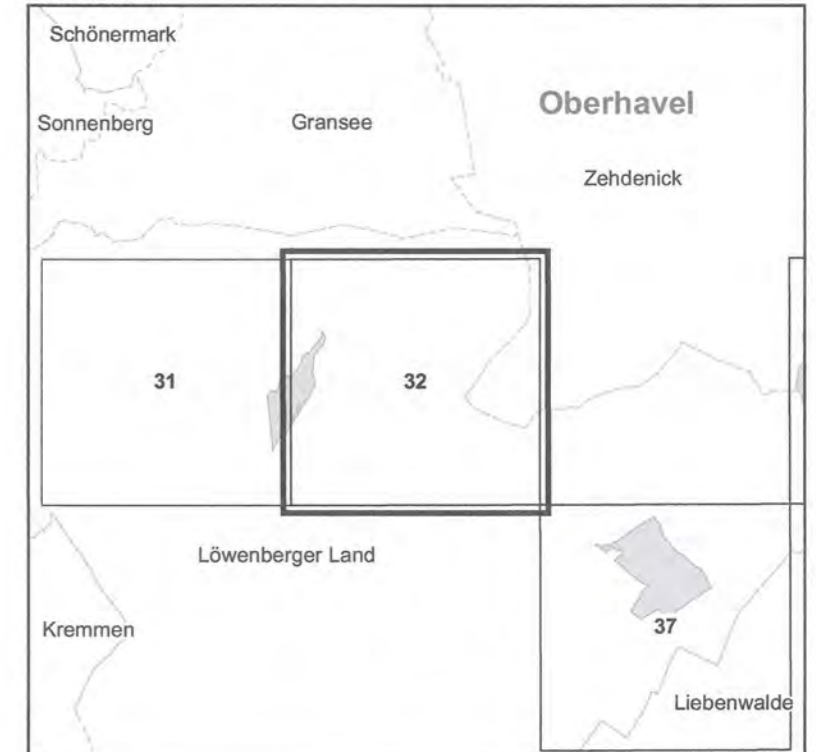 Schönermark
Oberhavel
Sonnenberg
Gransee
Zehdenick
31
32
Löwenberger Land
Kremmen
37
Liebenwalde